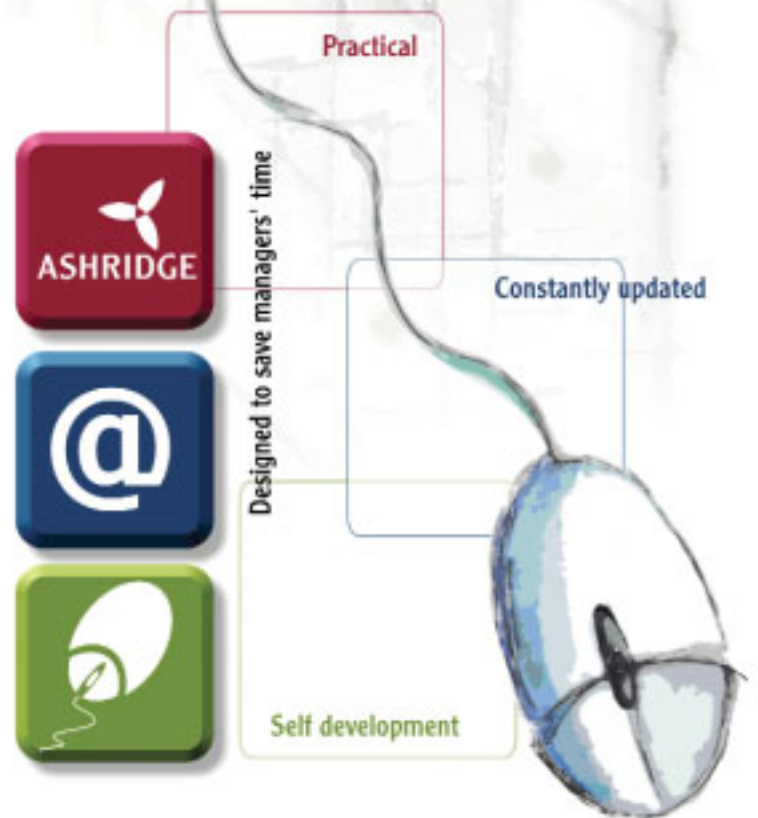 Practical
ASHRIDGE
Designed to save managers' time
Constantly updated
@
Self development